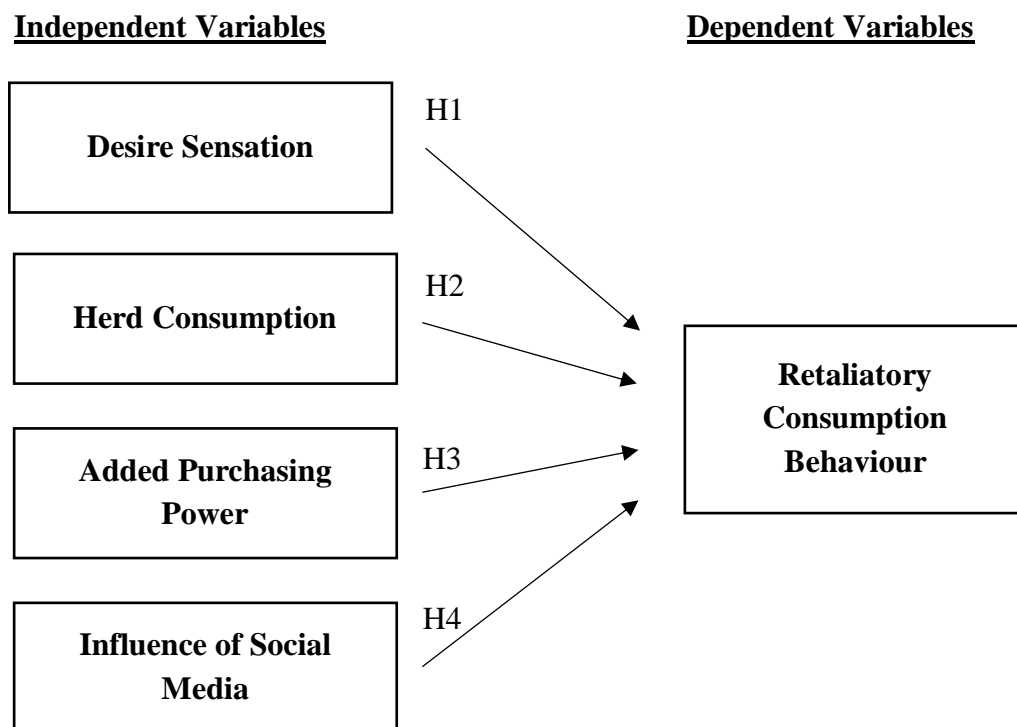 Independent Variables
Dependent Variables
H1
Desire Sensation
H2
Herd Consumption
Retaliatory
Consumption
Behaviour
H3
Added Purchasing
Power
H4
Influence of Social
Media